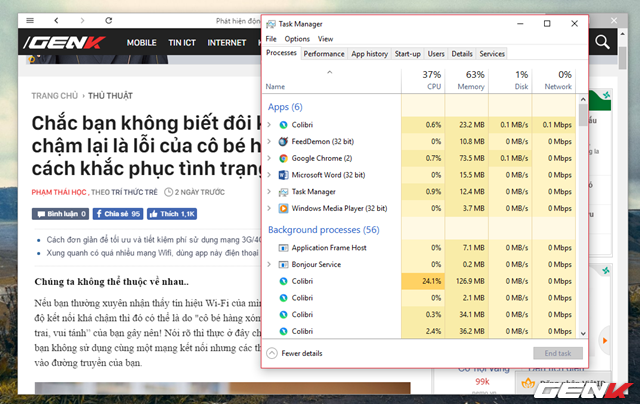 Phát hiện độn
/GENK
MOBILE TIN ICT INTERNET
TRANG CHỦ › THỦ THUẬT
Chắc bạn không biết đôi k
chậm lại là lỗi của cô bé h
cách khắc phục tình trạng
PHẠM THÁI HỌC , THEO TRÍ THỨC TRẺ 2 NGÀY TRƯỚC
Bình luận 0 Chia sẻ 95 Thích 1,1K
Cách đơn giản để tối ưu và tiết kiệm phí sử dụng mang 3G/4G
Xung quanh có quá nhiều mạng Wifi, dùng app này điện thoại
Chúng ta không thể thuộc về nhau..
Nếu bạn thường xuyên nhận thấy tín hiệu Wi-Fi của mìn
độ kết nối khá chậm thì đó có thể là do "cô bé hàng xóm
trai, vui tánh" của bạn gây nên! Nói rõ thì thực ở đây ch
bạn không sử dụng cùng một mạng kết nối nhưng các th
vào đường truyền của bạn.
Task Manager
File Options View
Processes Performance App history Start-up Users Details Services
37% 63% 1% 0%
Name CPU Memory Disk Network
Apps (6)
Colibri 0.6% 23.2 MB 0.1 MB/s 0.1 Mbps
FeedDemon (32 bit) 0% 10.8 MB 0 MB/s 0 Mbps
Google Chrome (2) 0.7% 73.5 MB 0.1 MB/s 0 Mbps
Microsoft Word (32 bit) 0% 15.5 MB 0 MB/s 0 Mbps
Task Manager 0.9% 12.4 MB 0 MB/s 0 Mbps
Windows Media Player (32 bit) 0% 3.7 MB 0 MB/s 0 Mbps
Background processes (56)
Application Frame Host 0% 7.1 MB 0 MB/s 0 Mbps
Bonjour Service 0% 0.2 MB 0 MB/s 0 Mbps
Colibri 24.1% 126.9 MB 0 MB/s 0 Mbps
Colibri 0% 2.1 MB 0 MB/s 0 Mbps
Colibri 0.3% 34.1 MB 0 MB/s 0 Mbps
Colibri 2.4% 36.2 MB 0 MB/s 0 Mbps
Fewer details End task
99k
GENK